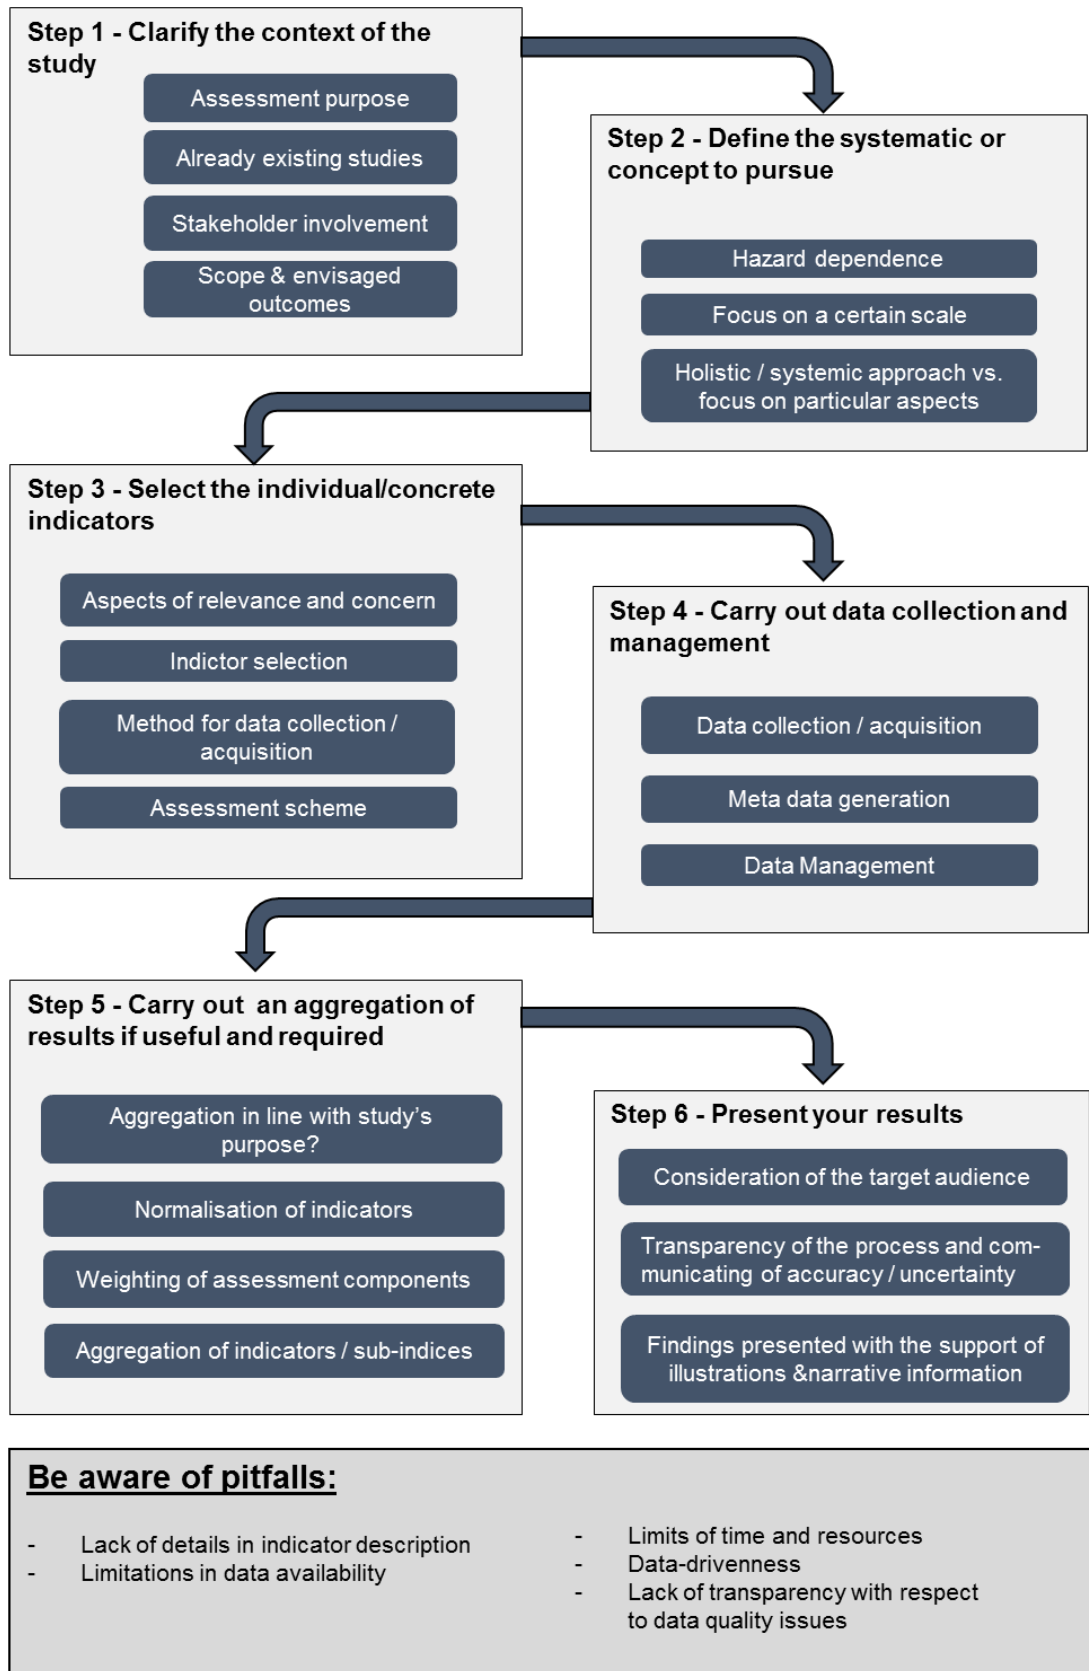 Step 1 - Clarify the context of the
study
Assessment purpose
Already existing studies
Stakeholder involvement
Scope & envisaged
outcomes
Step 2 - Define the systematic or
concept to pursue
Hazard dependence
Focus on a certain scale
Holistic / systemic approach vs.
focus on particular aspects
Step 3 - Select the individual/concrete
indicators
Aspects of relevance and concern
Indictor selection
Method for data collection /
acquisition
Assessment scheme
Step 4 - Carry out data collection and
management
Data collection / acquisition
Meta data generation
Data Management
Step 5 - Carry out an aggregation of
results if useful and required
Aggregation in line with study's
purpose?
Normalisation of indicators
Weighting of assessment components
Aggregation of indicators / sub-indices
Step 6 - Present your results
Consideration of the target audience
Transparency of the process and com-
municating of accuracy / uncertainty
Findings presented with the support of
illustrations &narrative information
Be aware of pitfalls:
- Lack of details in indicator description
- Limitations in data availability
- Limits of time and resources
- Data-drivenness
- Lack of transparency with respect
to data quality issues